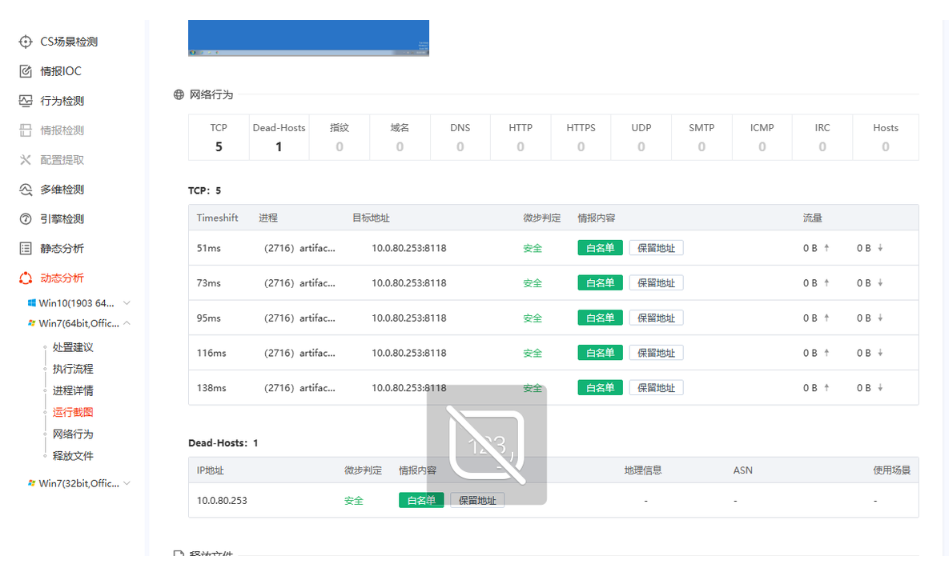 CS场景检测
情报IOC
行为检测
情报检测
配置提取
多维检测
引擎检测
静态分析
动态分析
Win10(1903 64...
Win7(64bit,Offic...
处置建议
执行流程
进程详情
运行截图
网络行为
释放文件
Win7(32bit,Offic...
网络行为
TCP Dead-Hosts 指纹 域名 DNS HTTP HTTPS UDP SMTP ICMP IRC Hosts
5 1 0 0 0 0 0 0 0 0 0 0
TCP: 5
Timeshift 进程 目标地址 微步判定 情报内容 流量
51ms (2716) artifac... 10.0.80.253:8118 安全 白名单 保留地址 0 B ↑ 0 B ↓
73ms (2716) artifac... 10.0.80.253:8118 安全 白名单 保留地址 0 B ↑ 0 B ↓
95ms (2716) artifac... 10.0.80.253:8118 安全 白名单 保留地址 0 B ↑ 0 B ↓
116ms (2716) artifac... 10.0.80.253:8118 安全 白名单 保留地址 0 B ↑ 0 B ↓
138ms (2716) artifac... 10.0.80.253:8118 安全 白名单 保留地址 0 B ↑ 0 B ↓
123
Dead-Hosts: 1
IP地址 微步判定 情报内容 地理信息 ASN 使用场景
10.0.80.253 安全 白名单 保留地址 - - -
释放文件